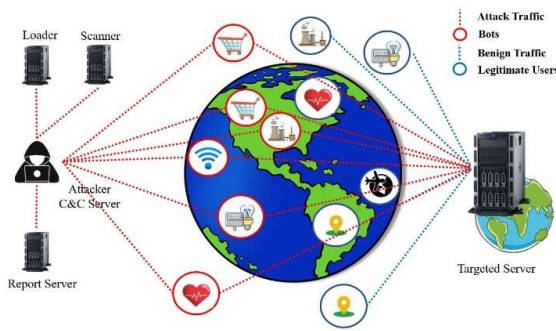 Loader
Scanner
Attack Traffic
Bots
Benign Traffic
Legitimate Users
Attacker
C&C Server
Report Server
Targeted Server